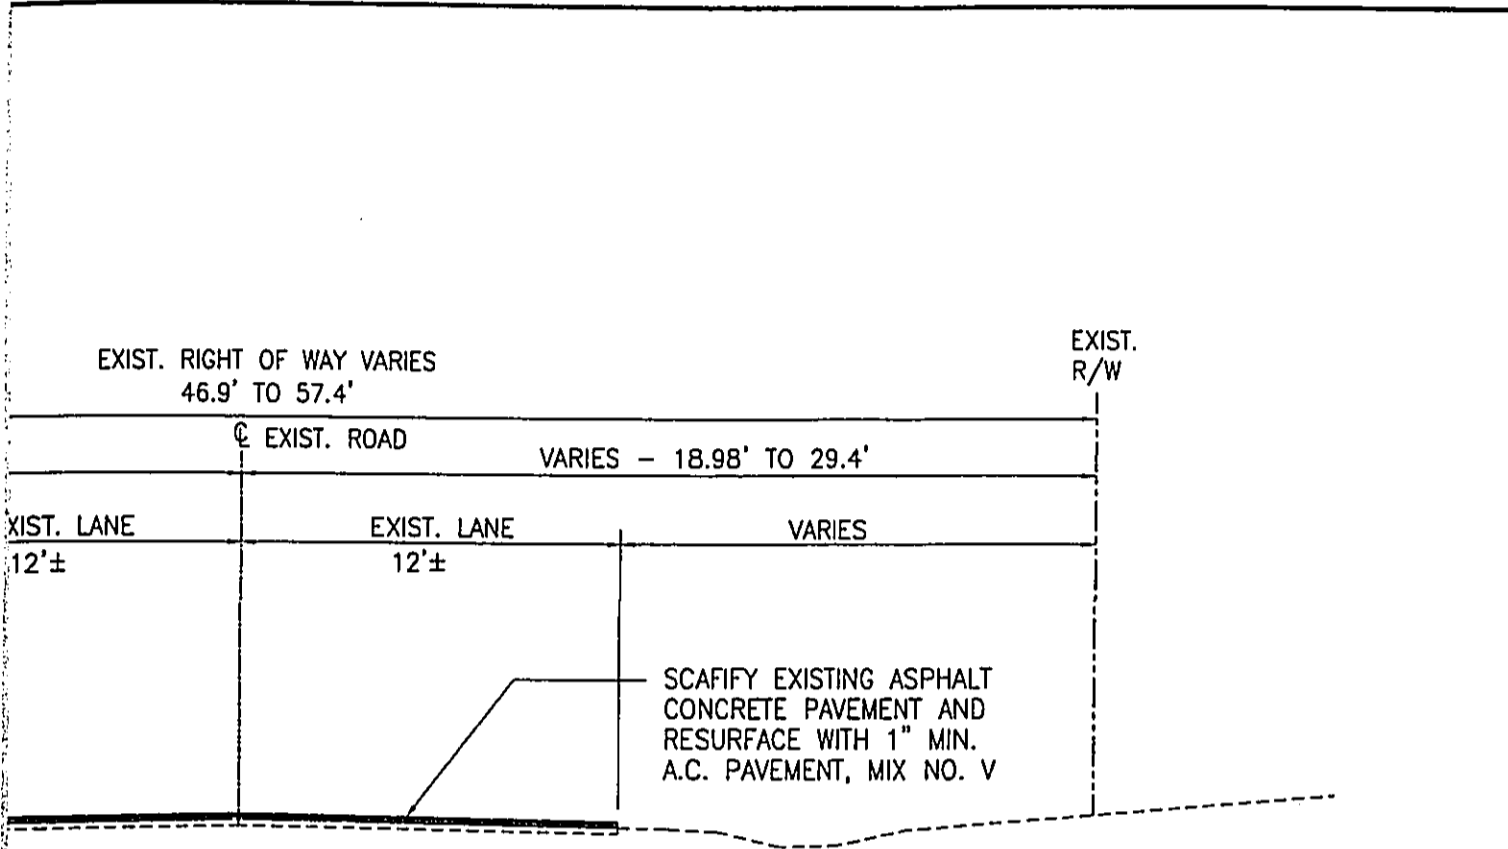 EXIST. RIGHT OF WAY VARIES
46.9' TO 57.4'
EXIST.
R/W
℄ EXIST. ROAD
VARIES - 18.98' TO 29.4'
XIST. LANE
12'±
EXIST. LANE
12'±
VARIES
SCAFIFY EXISTING ASPHALT
CONCRETE PAVEMENT AND
RESURFACE WITH 1" MIN.
A.C. PAVEMENT, MIX NO. V